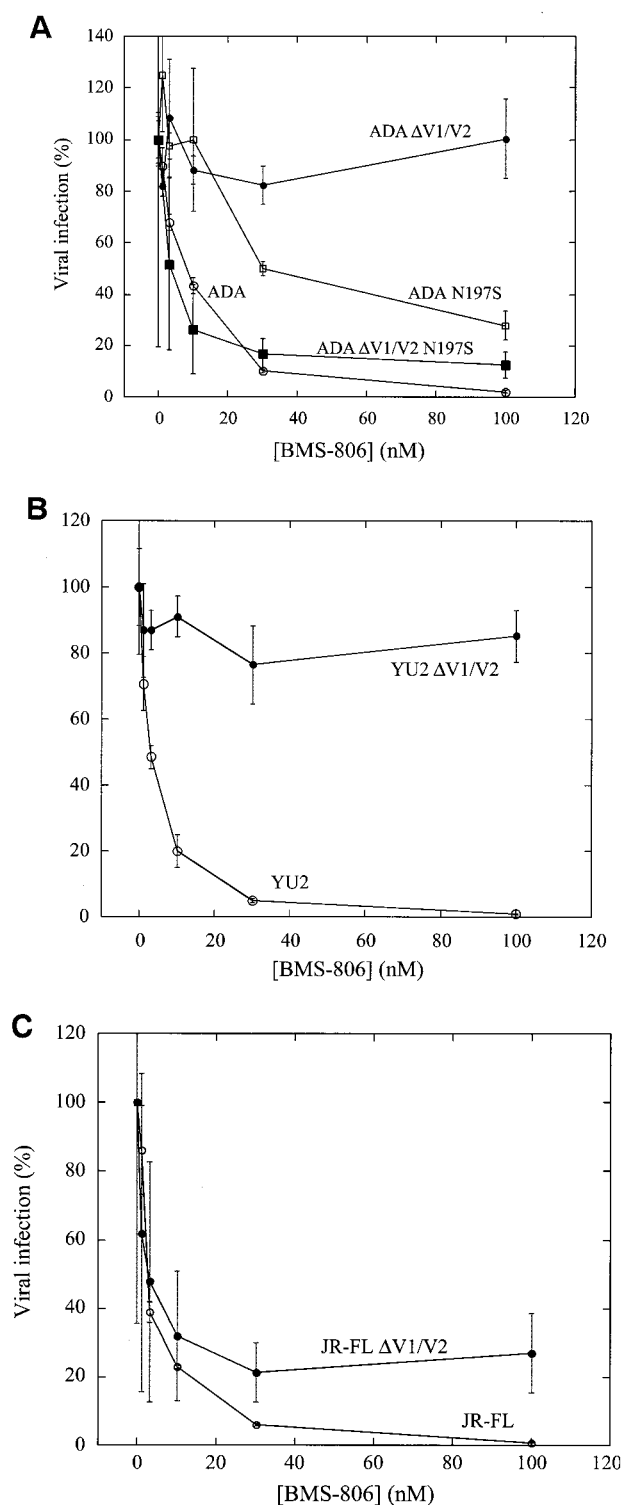 A
140
120
100
80
60
40
20
0
Viral infection (%)
ADA ΔV1/V2
ADA N197S
ADA
ADA ΔV1/V2 N197S
0 20 40 60 80 100 120
[BMS-806] (nM)
B
120
100
80
60
40
20
0
YU2 ΔV1/V2
YU2
0 20 40 60 80 100 120
[BMS-806] (nM)
C
120
100
80
60
40
20
0
Viral infection (%)
JR-FL ΔV1/V2
JR-FL
0 20 40 60 80 100 120
[BMS-806] (nM)